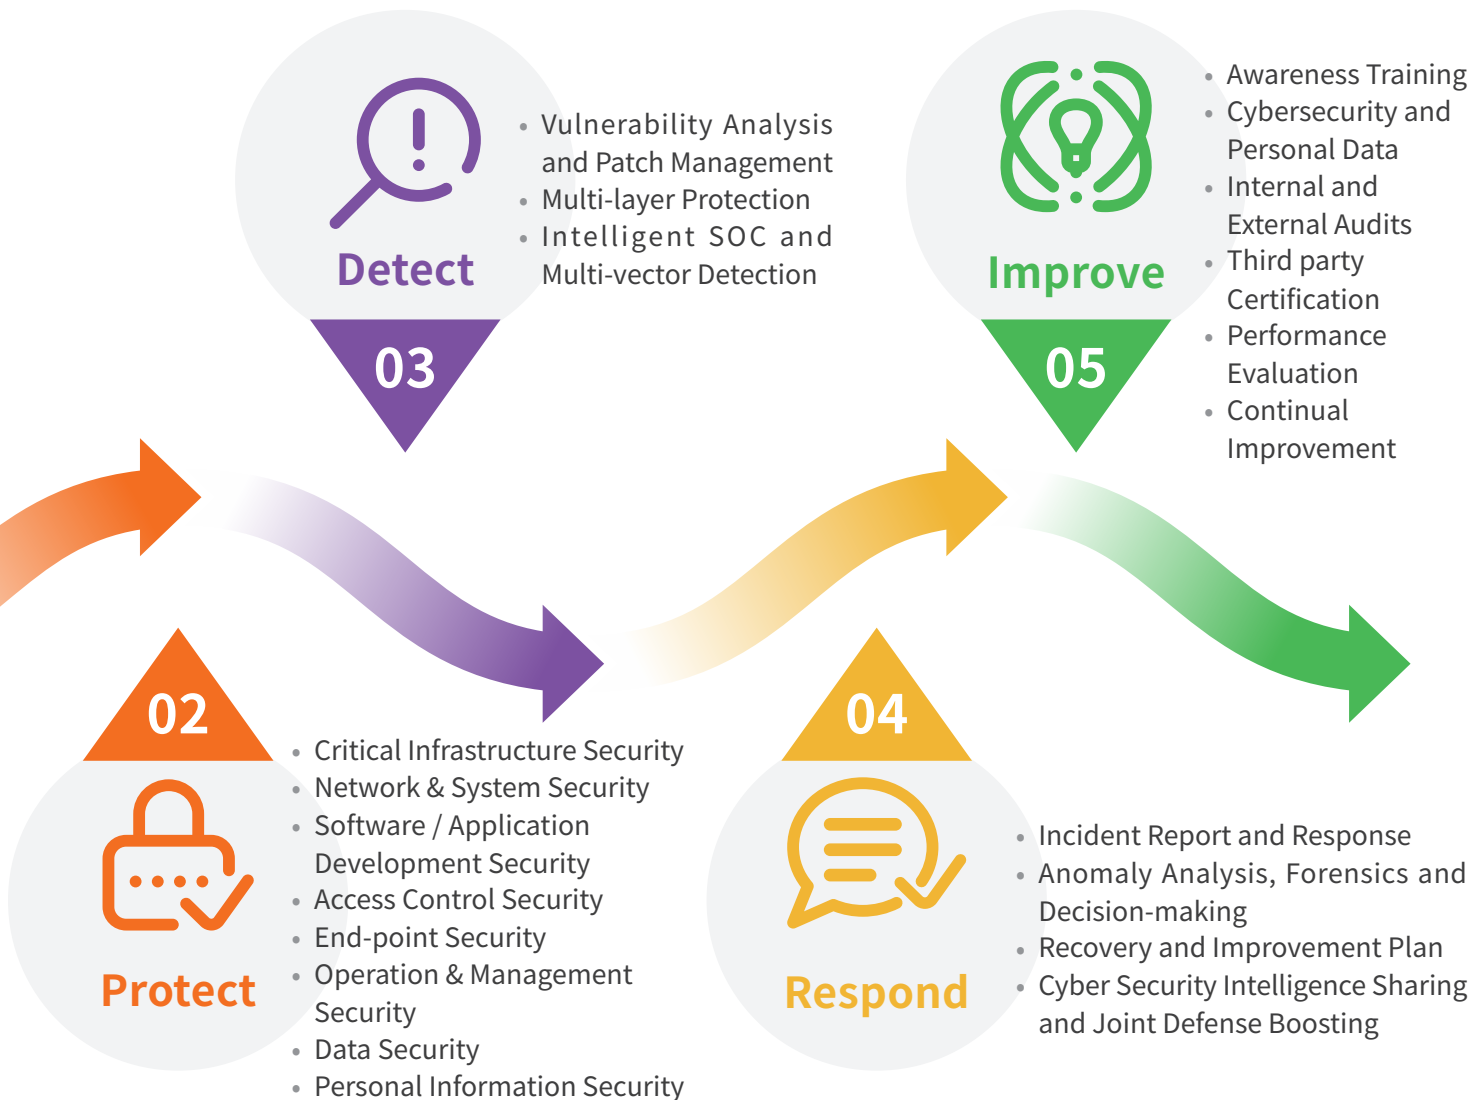 Detect
03
• Vulnerability Analysis
and Patch Management
• Multi-layer Protection
• Intelligent SOC and
Multi-vector Detection
Improve
05
• Awareness Training
• Cybersecurity and
Personal Data
• Internal and
External Audits
• Third party
Certification
• Performance
Evaluation
• Continual
Improvement
02
Protect
• Critical Infrastructure Security
• Network & System Security
• Software / Application
Development Security
• Access Control Security
• End-point Security
• Operation & Management
Security
• Data Security
• Personal Information Security
04
Respond
• Incident Report and Response
• Anomaly Analysis, Forensics and
Decision-making
• Recovery and Improvement Plan
• Cyber Security Intelligence Sharing
and Joint Defense Boosting